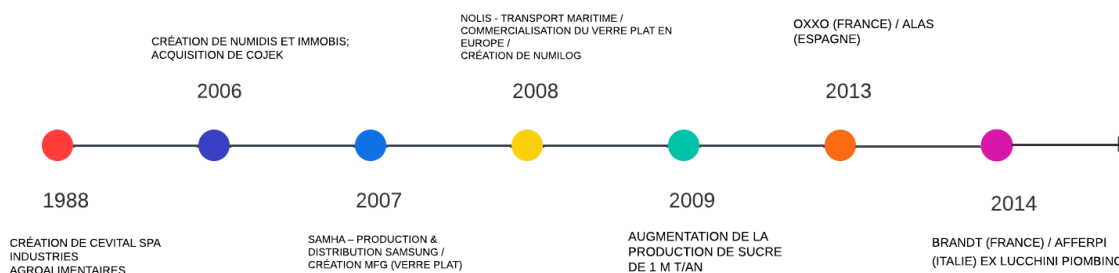 CRÉATION DE NUMIDIS ET IMMOBIS;
ACQUISITION DE COJEK
2006
NOLIS - TRANSPORT MARITIME /
COMMERCIALISATION DU VERRE PLAT EN
EUROPE /
CRÉATION DE NUMILOG
2008
OXXO (FRANCE) / ALAS
(ESPAGNE)
2013
1988
CRÉATION DE CEVITAL SPA
INDUSTRIES
AGROALIMENTAIRES
2007
SAMHA – PRODUCTION &
DISTRIBUTION SAMSUNG /
CRÉATION MFG (VERRE PLAT)
2009
AUGMENTATION DE LA
PRODUCTION DE SUCRE
DE 1 M T/AN
2014
BRANDT (FRANCE) / AFFERPI
(ITALIE) EX LUCCHINI PIOMBINO